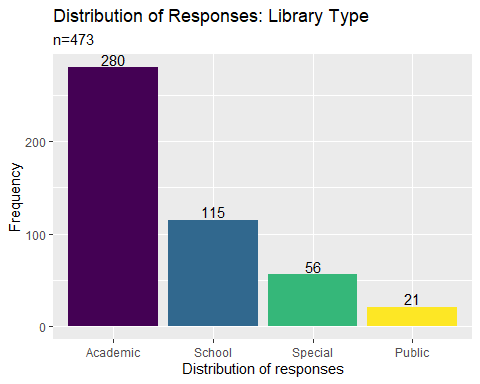 Distribution of Responses: Library Type
n=473
280
115
56
21
200
100
0
Frequency
Academic School Special Public
Distribution of responses